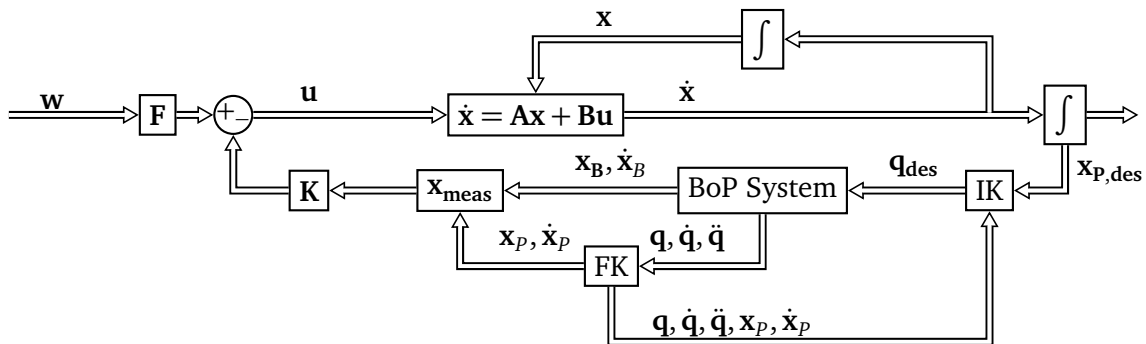 x
∫
w
F
+
−
u
ẋ = Ax + Bu
ẋ
∫
K
x_meas
x_B, ẋ_B
BoP System
q_des
IK
x_P,des
x_P, ẋ_P
FK
q, q̇, q̈
q, q̇, q̈, x_P, ẋ_P